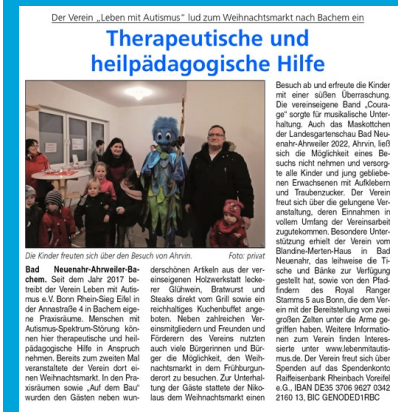 Der Verein „Leben mit Autismus“ lud zum Weihnachtsmarkt nach Bachem ein
Therapeutische und
heilpädagogische Hilfe
Die Kinder freuten sich über den Besuch von Ahrvin. Foto: privat
Bad Neuenahr-Ahrweiler-Ba-
chem. Seit dem Jahr 2017 be-
treibt der Verein Leben mit Autis-
mus e.V. Bonn Rhein-Sieg Eifel in
der Annastraße 4 in Bachem eige-
ne Praxisräume. Menschen mit
Autismus-Spektrum-Störung kön-
nen hier therapeutische und heil-
pädagogische Hilfe in Anspruch
nehmen. Bereits zum zweiten Mal
veranstaltete der Verein dort ei-
nen Weihnachtsmarkt. In den Pra-
xisräumen sowie „Auf dem Bau“
wurden den Gästen neben wun-
derschönen Artikeln aus der ver-
einseigenen Holzwerkstatt lecke-
rer Glühwein, Bratwurst und
Steaks direkt vom Grill sowie ein
reichhaltiges Kuchenbuffet ange-
boten. Neben zahlreichen Ver-
einsmitgliedern und Freunden und
Förderern des Vereins nutzten
auch viele Bürgerinnen und Bür-
ger die Möglichkeit, den Weih-
nachtsmarkt in dem Frühburgun-
derort zu besuchen. Zur Unterhal-
tung der Gäste stattete der Niko-
laus dem Weihnachtsmarkt einen
Besuch ab und erfreute die Kinder
mit einer süßen Überraschung.
Die vereinseigene Band „Coura-
ge“ sorgte für musikalische Unter-
haltung. Auch das Maskottchen
der Landesgartenschau Bad Neu-
enahr-Ahrweiler 2022, Ahrvin, ließ
sich die Möglichkeit eines Be-
suchs nicht nehmen und versorg-
te alle Kinder und jung gebliebe-
nen Erwachsenen mit Aufklebern
und Traubenzucker. Der Verein
freut sich über die gelungene Ver-
anstaltung, deren Einnahmen in
vollem Umfang der Vereinsarbeit
zugutekommen. Besondere Unter-
stützung erhielt der Verein vom
Blandine-Merten-Haus in Bad
Neuenahr, das leihweise die Ti-
sche und Bänke zur Verfügung
gestellt hat, sowie von den Pfad-
findern des Royal Ranger
Stamms 5 aus Bonn, die dem Ver-
ein mit der Bereitstellung von zwei
großen Zelten unter die Arme ge-
griffen haben. Weitere Informatio-
nen zum Verein finden Interes-
sierte unter www.lebenmitautis-
mus.de. Der Verein freut sich über
Spenden auf das Spendenkonto
Raiffeisenbank Rheinbach Voreifel
e.G., IBAN DE35 3706 9627 0342
2160 13, BIC GENODED1RBC